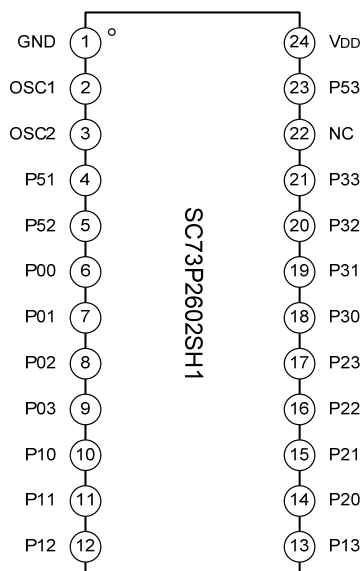 GND 1 24 VDD
OSC1 2 23 P53
OSC2 3 22 NC
P51 4 21 P33
P52 5 20 P32
P00 6 19 P31
P01 7 18 P30
P02 8 17 P23
P03 9 16 P22
P10 10 15 P21
P11 11 14 P20
P12 12 13 P13
SC73P2602SH1